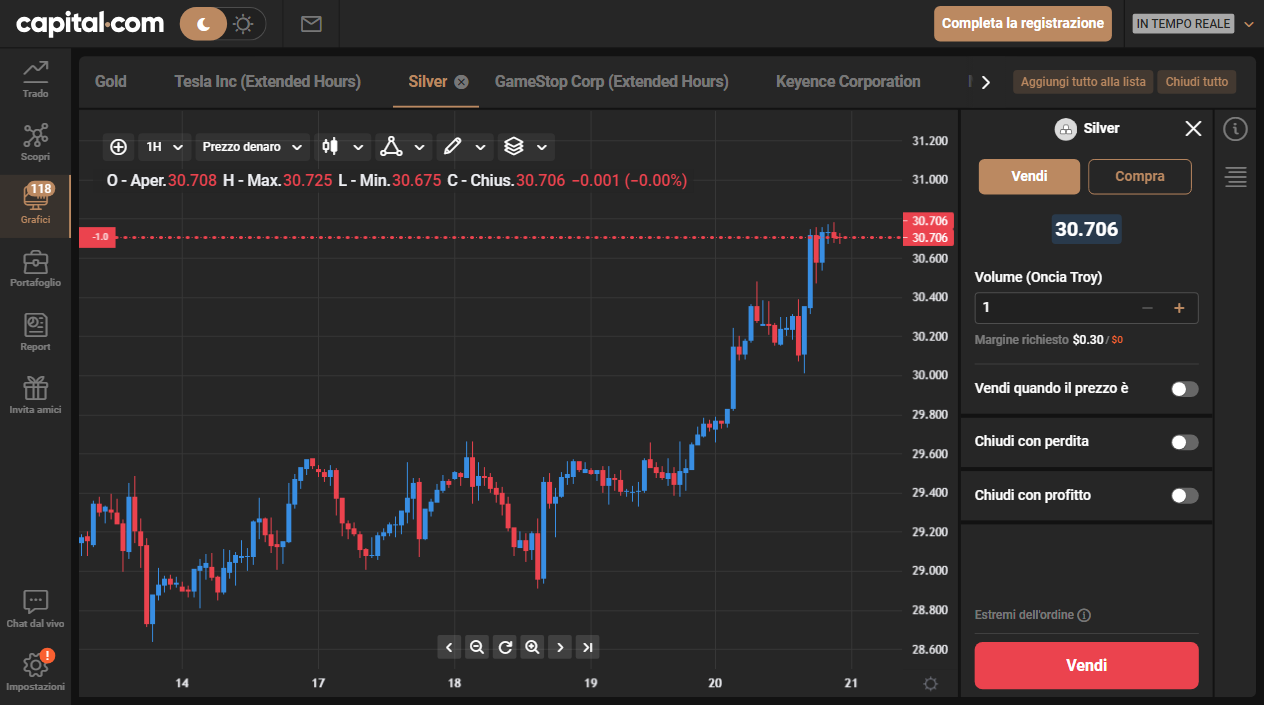 capital.com
Completa la registrazione
IN TEMPO REALE
Trado
Scopri
118
Grafici
Portafoglio
Report
Invita amici
Chat dal vivo
!
Impostazioni
Gold
Tesla Inc (Extended Hours)
Silver
GameStop Corp (Extended Hours)
Keyence Corporation
Aggiungi tutto alla lista
Chiudi tutto
1H
Prezzo denaro
O - Aper.30.708 H - Max.30.725 L - Min.30.675 C - Chius.30.706 −0.001 (−0.00%)
-1.0
31.200
31.000
30.706
30.706
30.600
30.400
30.200
30.000
29.800
29.600
29.400
29.200
29.000
28.800
28.600
14 17 18 19 20 21
Silver
Vendi
Compra
30.706
Volume (Oncia Troy)
1
Margine richiesto $0.30 / $0
Vendi quando il prezzo è
Chiudi con perdita
Chiudi con profitto
Estremi dell'ordine
Vendi